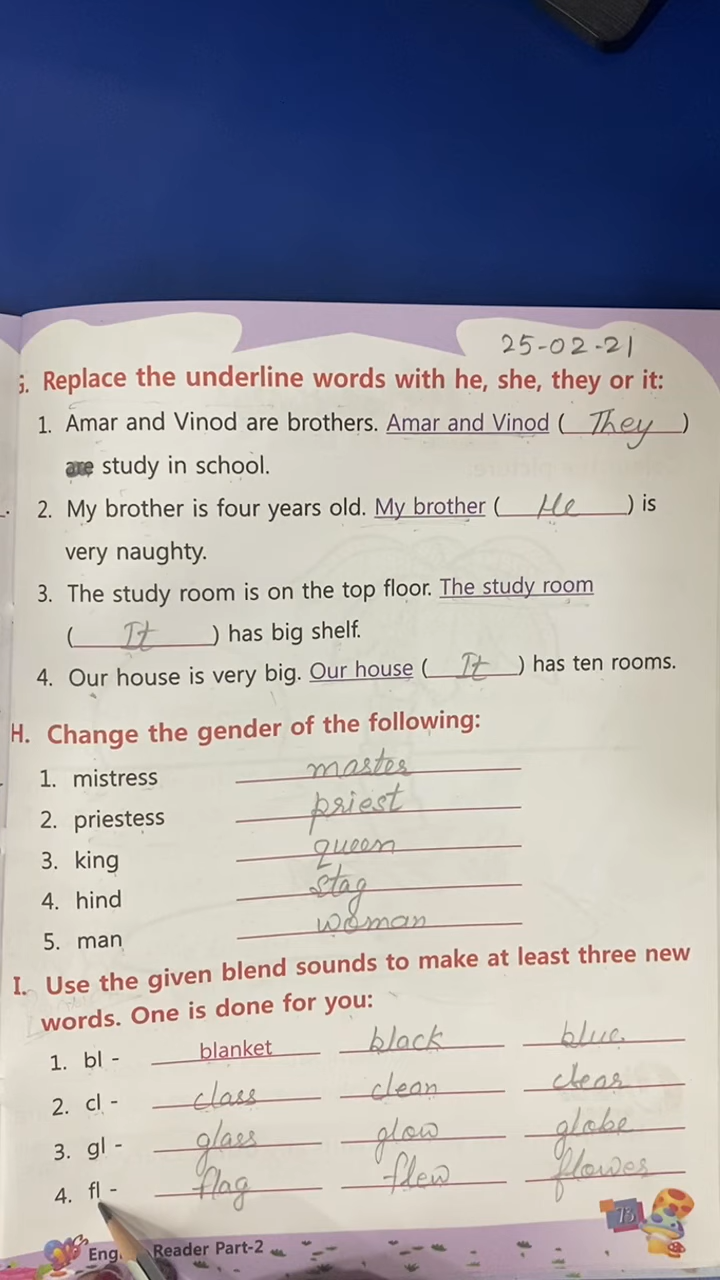 25-02-21
G. Replace the underline words with he, she, they or it:
1. Amar and Vinod are brothers. Amar and Vinod ( They )
are study in school.
2. My brother is four years old. My brother ( He ) is
very naughty.
3. The study room is on the top floor. The study room
( It ) has big shelf.
4. Our house is very big. Our house ( It ) has ten rooms.
H. Change the gender of the following:
1. mistress master
2. priestess priest
3. king queen
4. hind stag
5. man woman
I. Use the given blend sounds to make at least three new
words. One is done for you:
1. bl - blanket black blue
2. cl - class clean clear
3. gl - glass glow globe
4. fl - flag flew flower
73
Eng. Reader Part-2